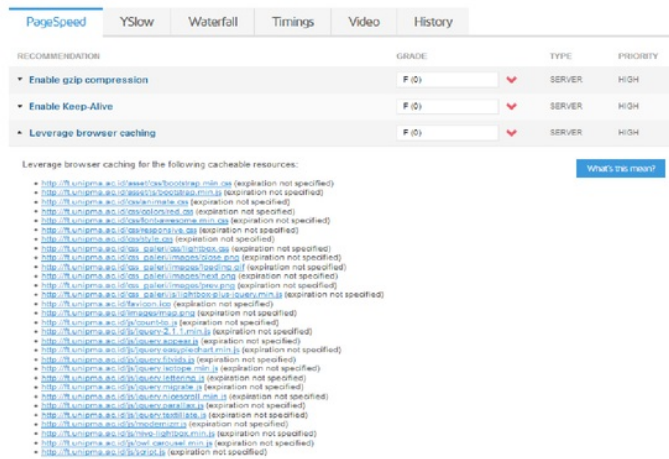 PageSpeed YSlow Waterfall Timings Video History
RECOMMENDATION GRADE TYPE PRIORITY
Enable gzip compression F (0) SERVER HIGH
Enable Keep-Alive F (0) SERVER HIGH
Leverage browser caching F (0) SERVER HIGH
Leverage browser caching for the following cacheable resources: What's this mean?
http://ft.unipma.ac.id/asset/css/bootstrap.min.css (expiration not specified)
http://ft.unipma.ac.id/asset/js/bootstrap.min.js (expiration not specified)
http://ft.unipma.ac.id/css/animate.css (expiration not specified)
http://ft.unipma.ac.id/css/colors/red.css (expiration not specified)
http://ft.unipma.ac.id/css/font-awesome.min.css (expiration not specified)
http://ft.unipma.ac.id/css/responsive.css (expiration not specified)
http://ft.unipma.ac.id/css/style.css (expiration not specified)
http://ft.unipma.ac.id/css_paleri/css/lightbox.css (expiration not specified)
http://ft.unipma.ac.id/css_paleri/images/close.png (expiration not specified)
http://ft.unipma.ac.id/css_paleri/images/loading.gif (expiration not specified)
http://ft.unipma.ac.id/css_paleri/images/next.png (expiration not specified)
http://ft.unipma.ac.id/css_paleri/images/prev.png (expiration not specified)
http://ft.unipma.ac.id/css_paleri/js/lightbox-plus-jquery.min.js (expiration not specified)
http://ft.unipma.ac.id/favicon.ico (expiration not specified)
http://ft.unipma.ac.id/images/map.png (expiration not specified)
http://ft.unipma.ac.id/js/count-to.js (expiration not specified)
http://ft.unipma.ac.id/js/jquery-2.1.1.min.js (expiration not specified)
http://ft.unipma.ac.id/js/jquery.appear.js (expiration not specified)
http://ft.unipma.ac.id/js/jquery.easypiechart.min.js (expiration not specified)
http://ft.unipma.ac.id/js/jquery.fitvids.js (expiration not specified)
http://ft.unipma.ac.id/js/jquery.isotope.min.js (expiration not specified)
http://ft.unipma.ac.id/js/jquery.lettering.js (expiration not specified)
http://ft.unipma.ac.id/js/jquery.migrate.js (expiration not specified)
http://ft.unipma.ac.id/js/jquery.nicescroll.min.js (expiration not specified)
http://ft.unipma.ac.id/js/jquery.parallax.js (expiration not specified)
http://ft.unipma.ac.id/js/jquery.textillate.js (expiration not specified)
http://ft.unipma.ac.id/js/modernizrr.js (expiration not specified)
http://ft.unipma.ac.id/js/nivo-lightbox.min.js (expiration not specified)
http://ft.unipma.ac.id/js/owl.carousel.min.js (expiration not specified)
http://ft.unipma.ac.id/js/script.js (expiration not specified)